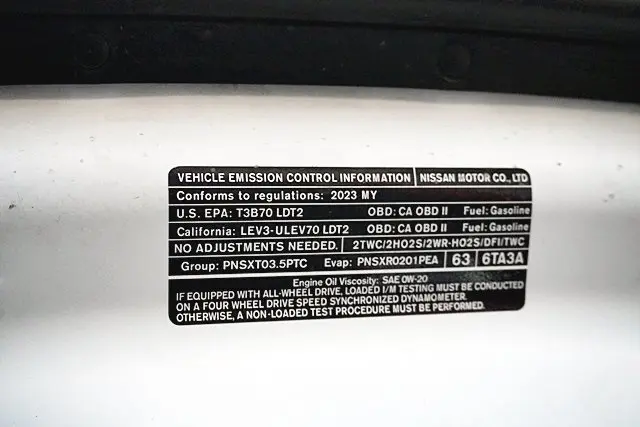 VEHICLE EMISSION CONTROL INFORMATION NISSAN MOTOR CO., LTD
Conforms to regulations: 2023 MY
U.S. EPA: T3B70 LDT2 OBD: CA OBD II Fuel: Gasoline
California: LEV3-ULEV70 LDT2 OBD: CA OBD II Fuel: Gasoline
NO ADJUSTMENTS NEEDED. 2TWC/2HO2S/2WR-HO2S/DFI/TWC
Group: PNSXT03.5PTC Evap: PNSXR0201PEA 63 6TA3A
Engine Oil Viscosity: SAE 0W-20
IF EQUIPPED WITH ALL-WHEEL DRIVE, LOADED I/M TESTING MUST BE CONDUCTED
ON A FOUR WHEEL DRIVE SPEED SYNCHRONIZED DYNAMOMETER.
OTHERWISE, A NON-LOADED TEST PROCEDURE MUST BE PERFORMED.